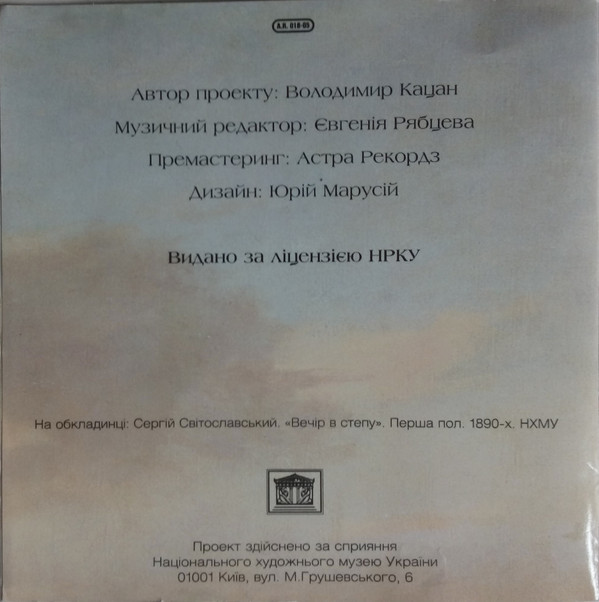 A.R. 018-05
Автор проекту: Володимир Кацан
Музичний редактор: Євгенія Рябцева
Премастеринг: Астра Рекордз
Дизайн: Юрій Марусій
Видано за ліцензією НРКУ
На обкладинці: Сергій Світославський. «Вечір в степу». Перша пол. 1890-х. НХМУ
Проект здійснено за сприяння
Національного художнього музею України
01001 Київ, вул. М.Грушевського, 6